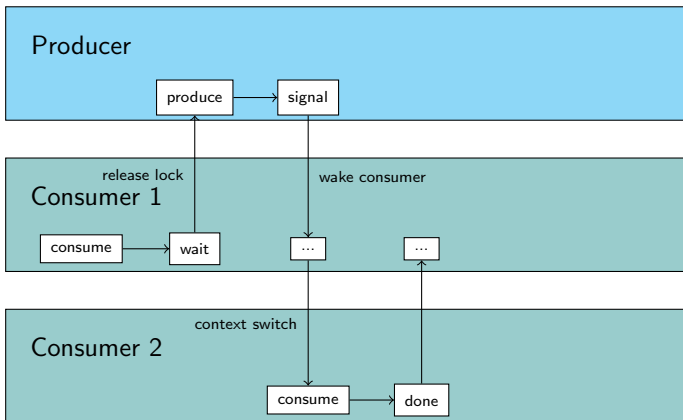 Producer
produce
signal
release lock
wake consumer
Consumer 1
consume
wait
...
...
context switch
Consumer 2
consume
done